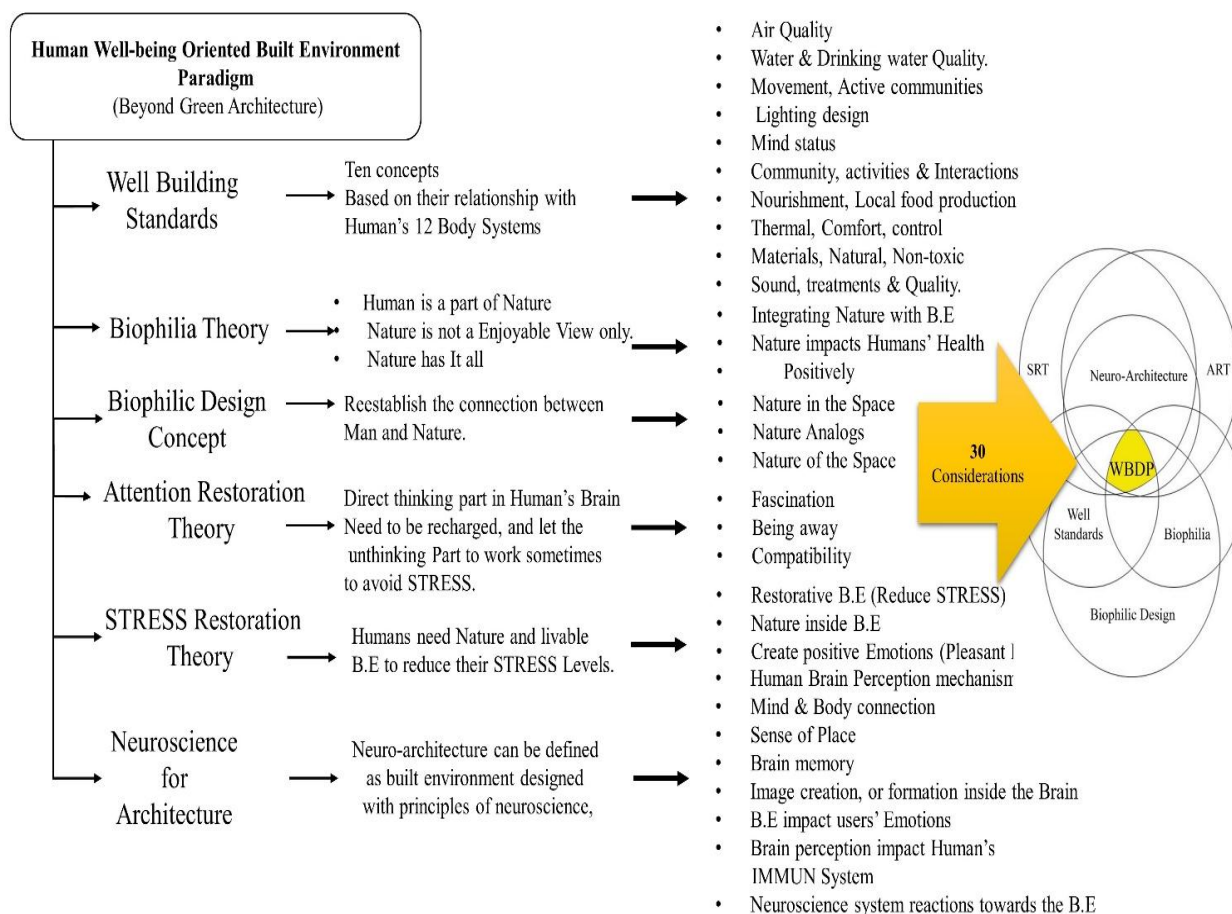 Human Well-being Oriented Built Environment
Paradigm
(Beyond Green Architecture)
Well Building
Standards
Ten concepts
Based on their relationship with
Human's 12 Body Systems
• Air Quality
• Water & Drinking water Quality.
• Movement, Active communities
• Lighting design
• Mind status
• Community, activities & Interactions
• Nourishment, Local food production
• Thermal, Comfort, control
• Materials, Natural, Non-toxic
• Sound, treatments & Quality.
Biophilia Theory
• Human is a part of Nature
• Nature is not a Enjoyable View only.
• Nature has It all
• Integrating Nature with B.E
• Nature impacts Humans' Health
• Positively
Biophilic Design
Concept
Reestablish the connection between
Man and Nature.
• Nature in the Space
• Nature Analogs
• Nature of the Space
Attention Restoration
Theory
Direct thinking part in Human's Brain
Need to be recharged, and let the
unthinking Part to work sometimes
to avoid STRESS.
• Fascination
• Being away
• Compatibility
STRESS Restoration
Theory
Humans need Nature and livable
B.E to reduce their STRESS Levels.
• Restorative B.E (Reduce STRESS)
• Nature inside B.E
• Create positive Emotions (Pleasant
Neuroscience
for
Architecture
Neuro-architecture can be defined
as built environment designed
with principles of neuroscience,
• Human Brain Perception mechanism
• Mind & Body connection
• Sense of Place
• Brain memory
• Image creation, or formation inside the Brain
• B.E impact users' Emotions
• Brain perception impact Human's
IMMUN System
• Neuroscience system reactions towards the B.E
30
Considerations
SRT
ART
Neuro-Architecture
WBDP
Well
Standards
Biophilia
Biophilic Design